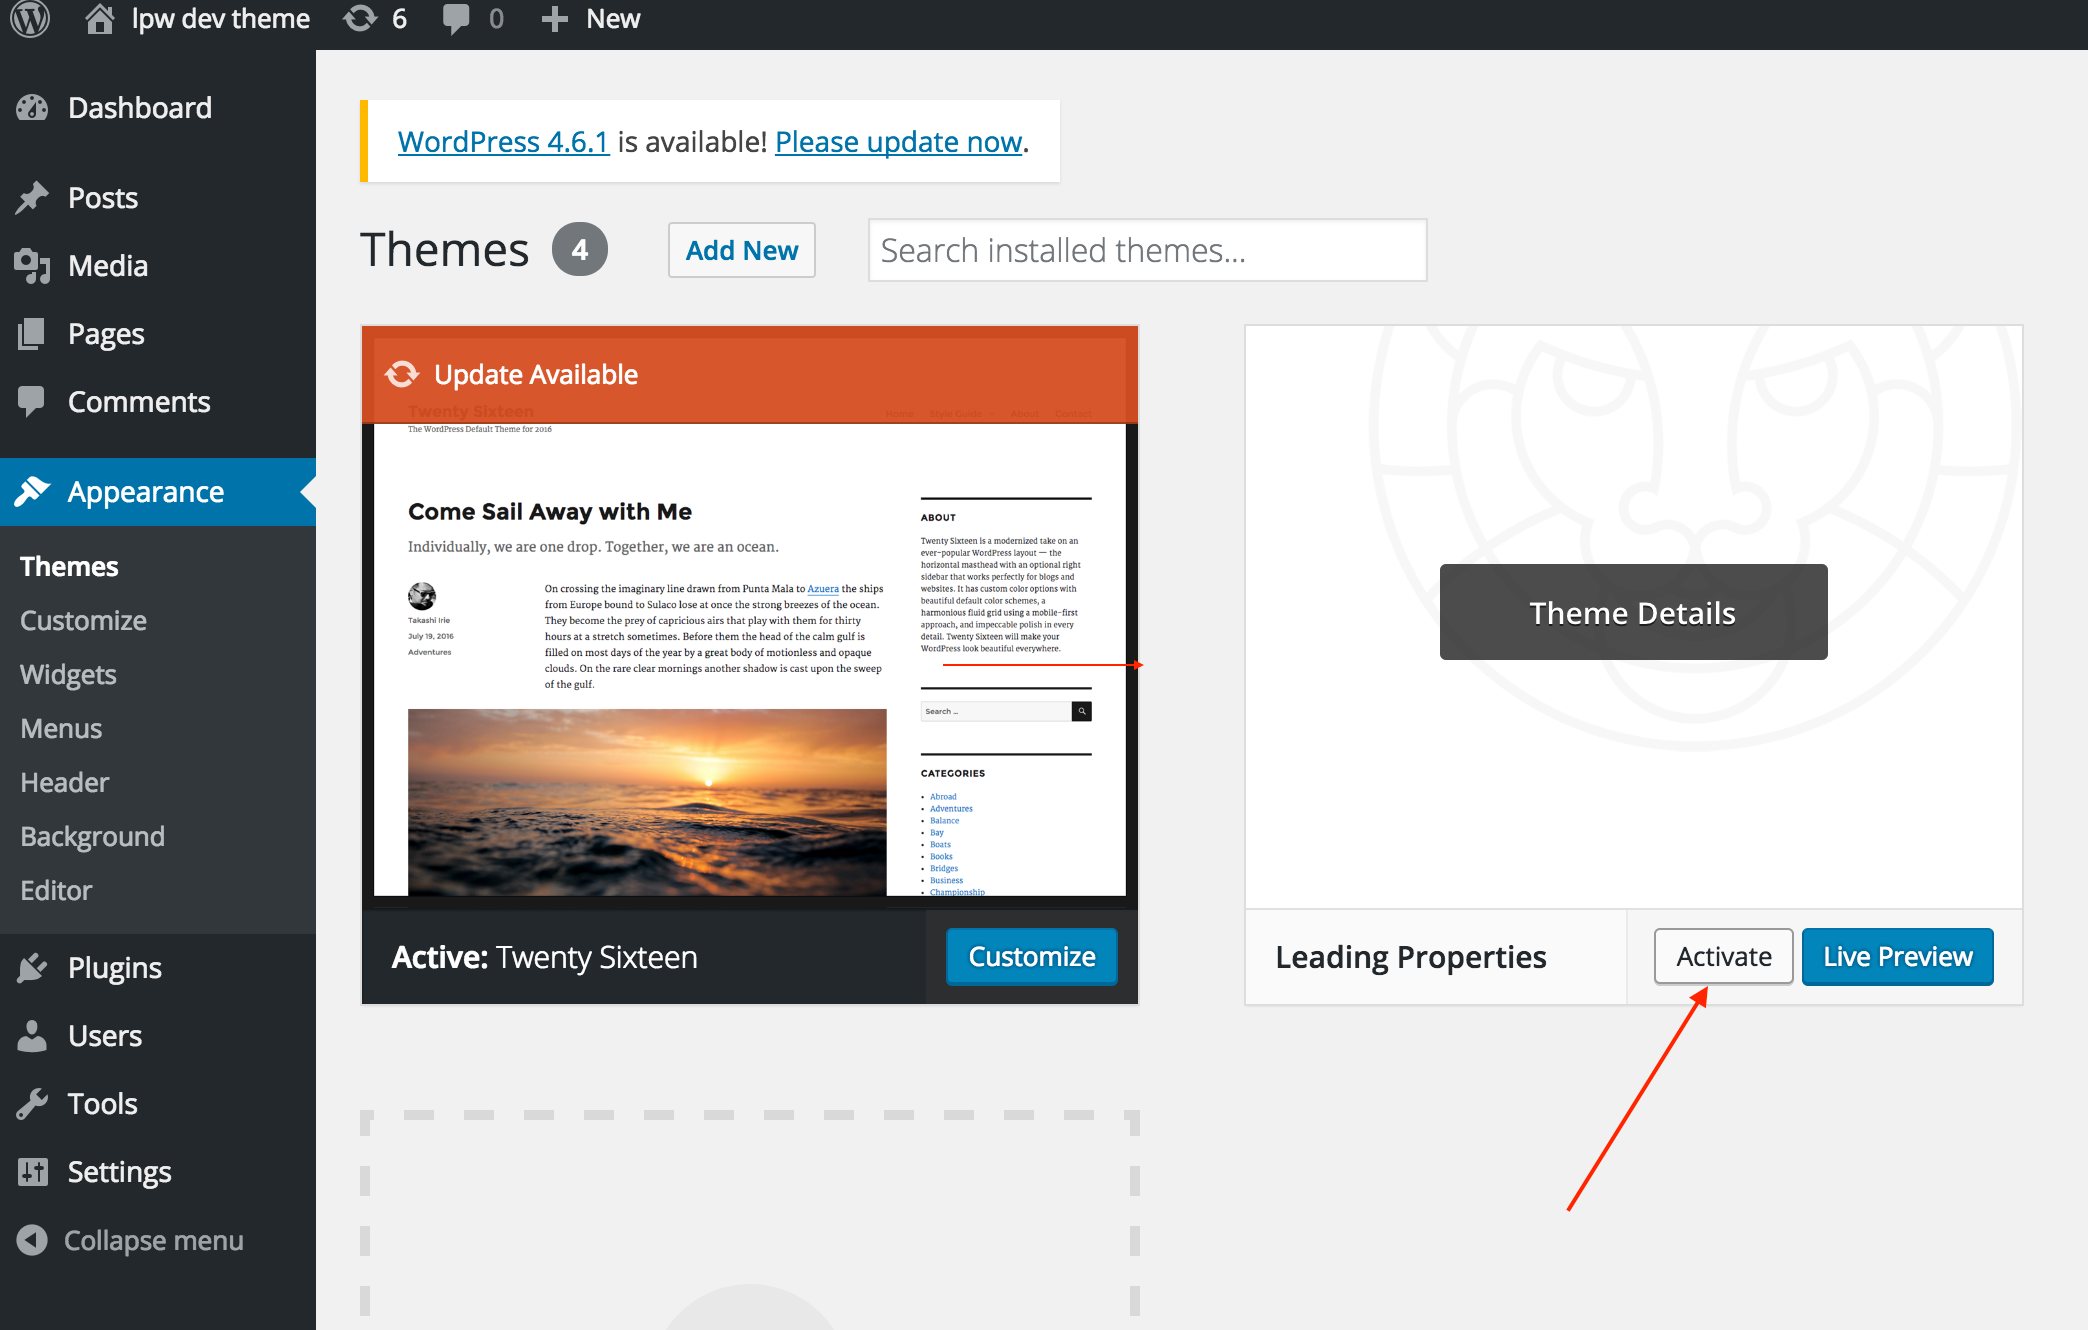 lpw dev theme 6 0 New
Dashboard
Posts
Media
Pages
Comments
Appearance
Themes
Customize
Widgets
Menus
Header
Background
Editor
Plugins
Users
Tools
Settings
Collapse menu
WordPress 4.6.1 is available! Please update now.
Themes 4 Add New Search installed themes...
Update Available
Twenty Sixteen Home Style Guide About Contact
The WordPress Default Theme for 2016
Come Sail Away with Me
Individually, we are one drop. Together, we are an ocean.
Takashi Irie
July 19, 2016
Adventures
On crossing the imaginary line drawn from Punta Mala to Azuera the ships
from Europe bound to Sulaco lose at once the strong breezes of the ocean.
They become the prey of capricious airs that play with them for thirty
hours at a stretch sometimes. Before them the head of the calm gulf is
filled on most days of the year by a great body of motionless and opaque
clouds. On the rare clear mornings another shadow is cast upon the sweep
of the gulf.
ABOUT
Twenty Sixteen is a modernized take on an
ever-popular WordPress layout — the
horizontal masthead with an optional right
sidebar that works perfectly for blogs and
websites. It has custom color options with
beautiful default color schemes, a
harmonious fluid grid using a mobile-first
approach, and impeccable polish in every
detail. Twenty Sixteen will make your
WordPress look beautiful everywhere.
Search ...
CATEGORIES
Abroad
Adventures
Balance
Bay
Boats
Books
Bridges
Business
Championship
Active: Twenty Sixteen Customize
Theme Details
Leading Properties Activate Live Preview